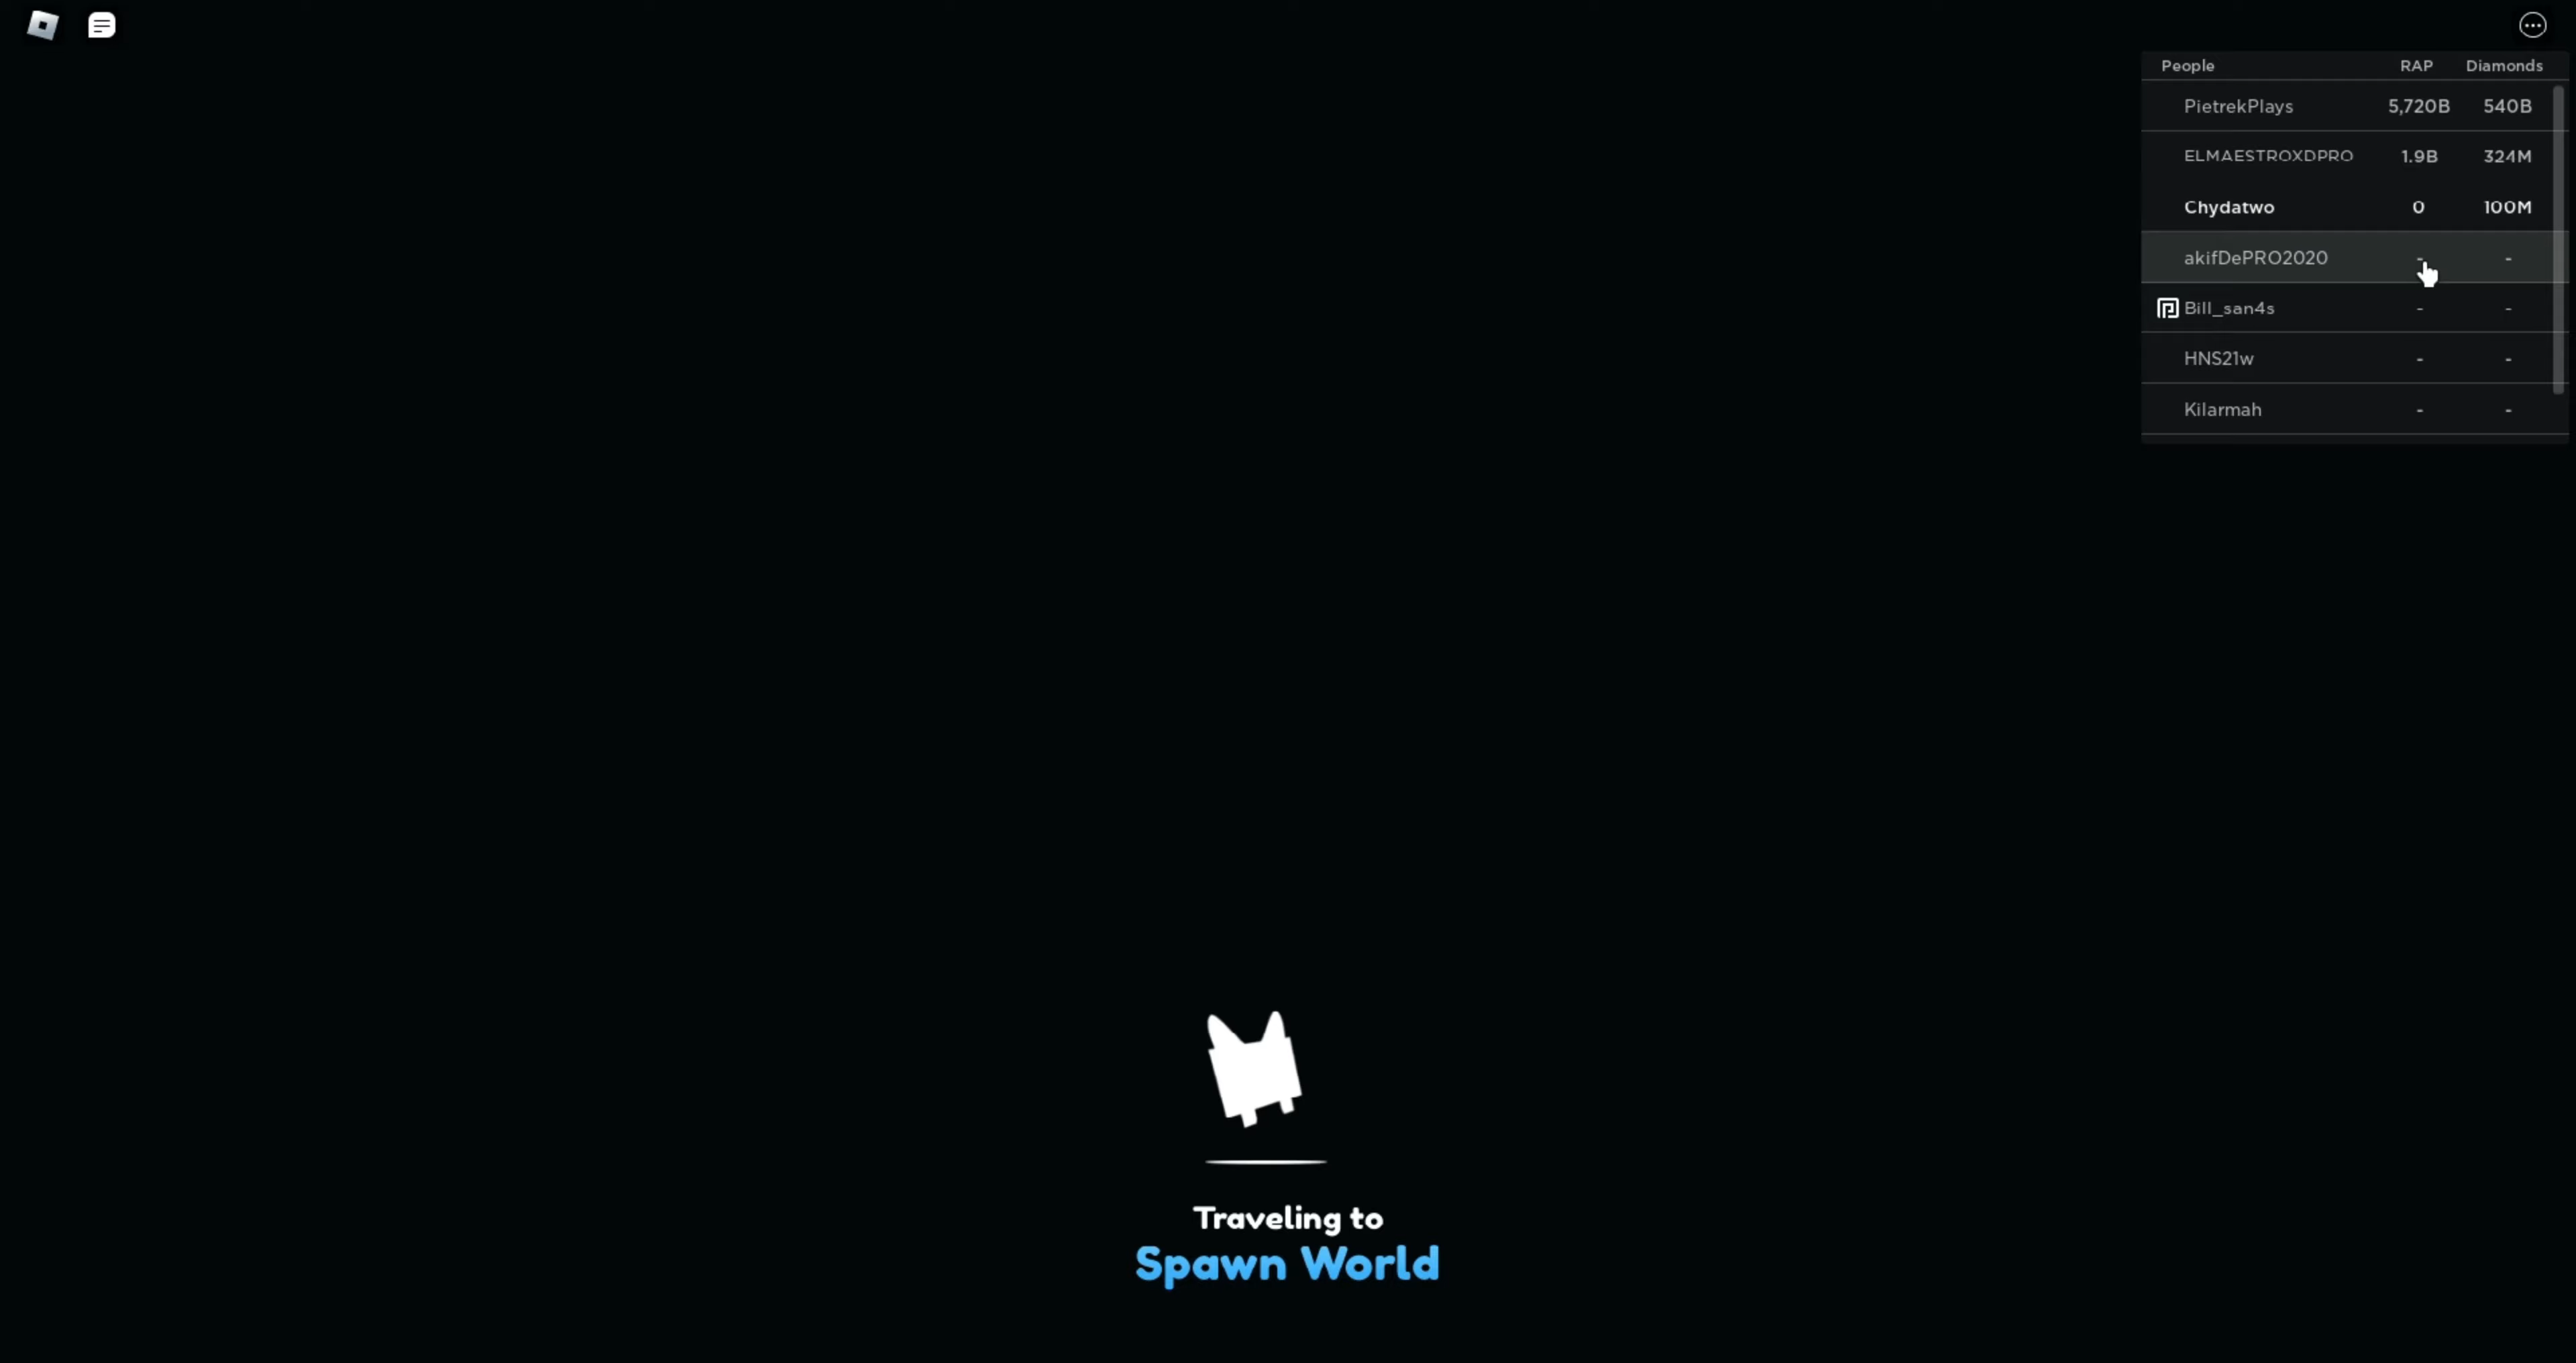 People RAP Diamonds
PietrekPlays 5,720B 540B
ELMAESTROXDPRO 1.9B 324M
Chydatwo 0 100M
akifDePRO2020 - -
Bill_san4s - -
HNS21w - -
Kilarmah - -
Traveling to
Spawn World